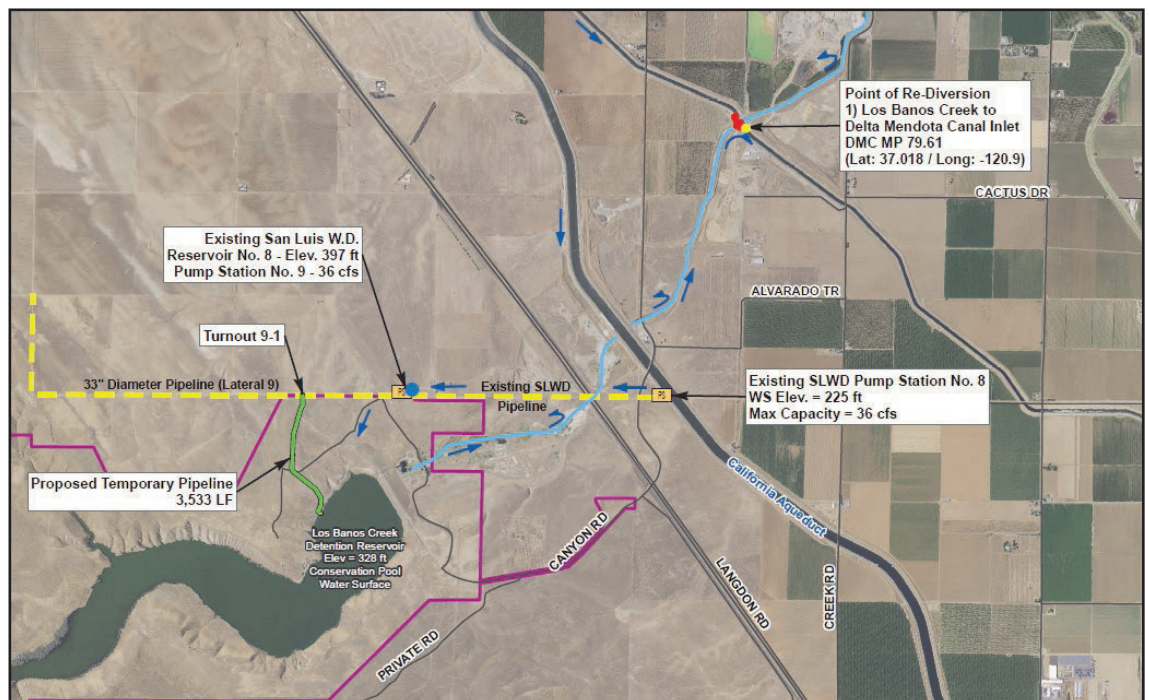 Point of Re-Diversion
1) Los Banos Creek to
Delta Mendota Canal Inlet
DMC MP 79.61
(Lat: 37.018 / Long: -120.9)
CACTUS DR
Existing San Luis W.D.
Reservoir No. 8 - Elev. 397 ft
Pump Station No. 9 - 36 cfs
ALVARADO TR
Turnout 9-1
33" Diameter Pipeline (Lateral 9)
PS
Existing SLWD
Pipeline
PS
Existing SLWD Pump Station No. 8
WS Elev. = 225 ft
Max Capacity = 36 cfs
Proposed Temporary Pipeline
3,533 LF
California Aqueduct
Los Banos Creek
Detention Reservoir
Elev = 328 ft
Conservation Pool
Water Surface
CANYON RD
LANGDON RD
CREEK RD
PRIVATE RD